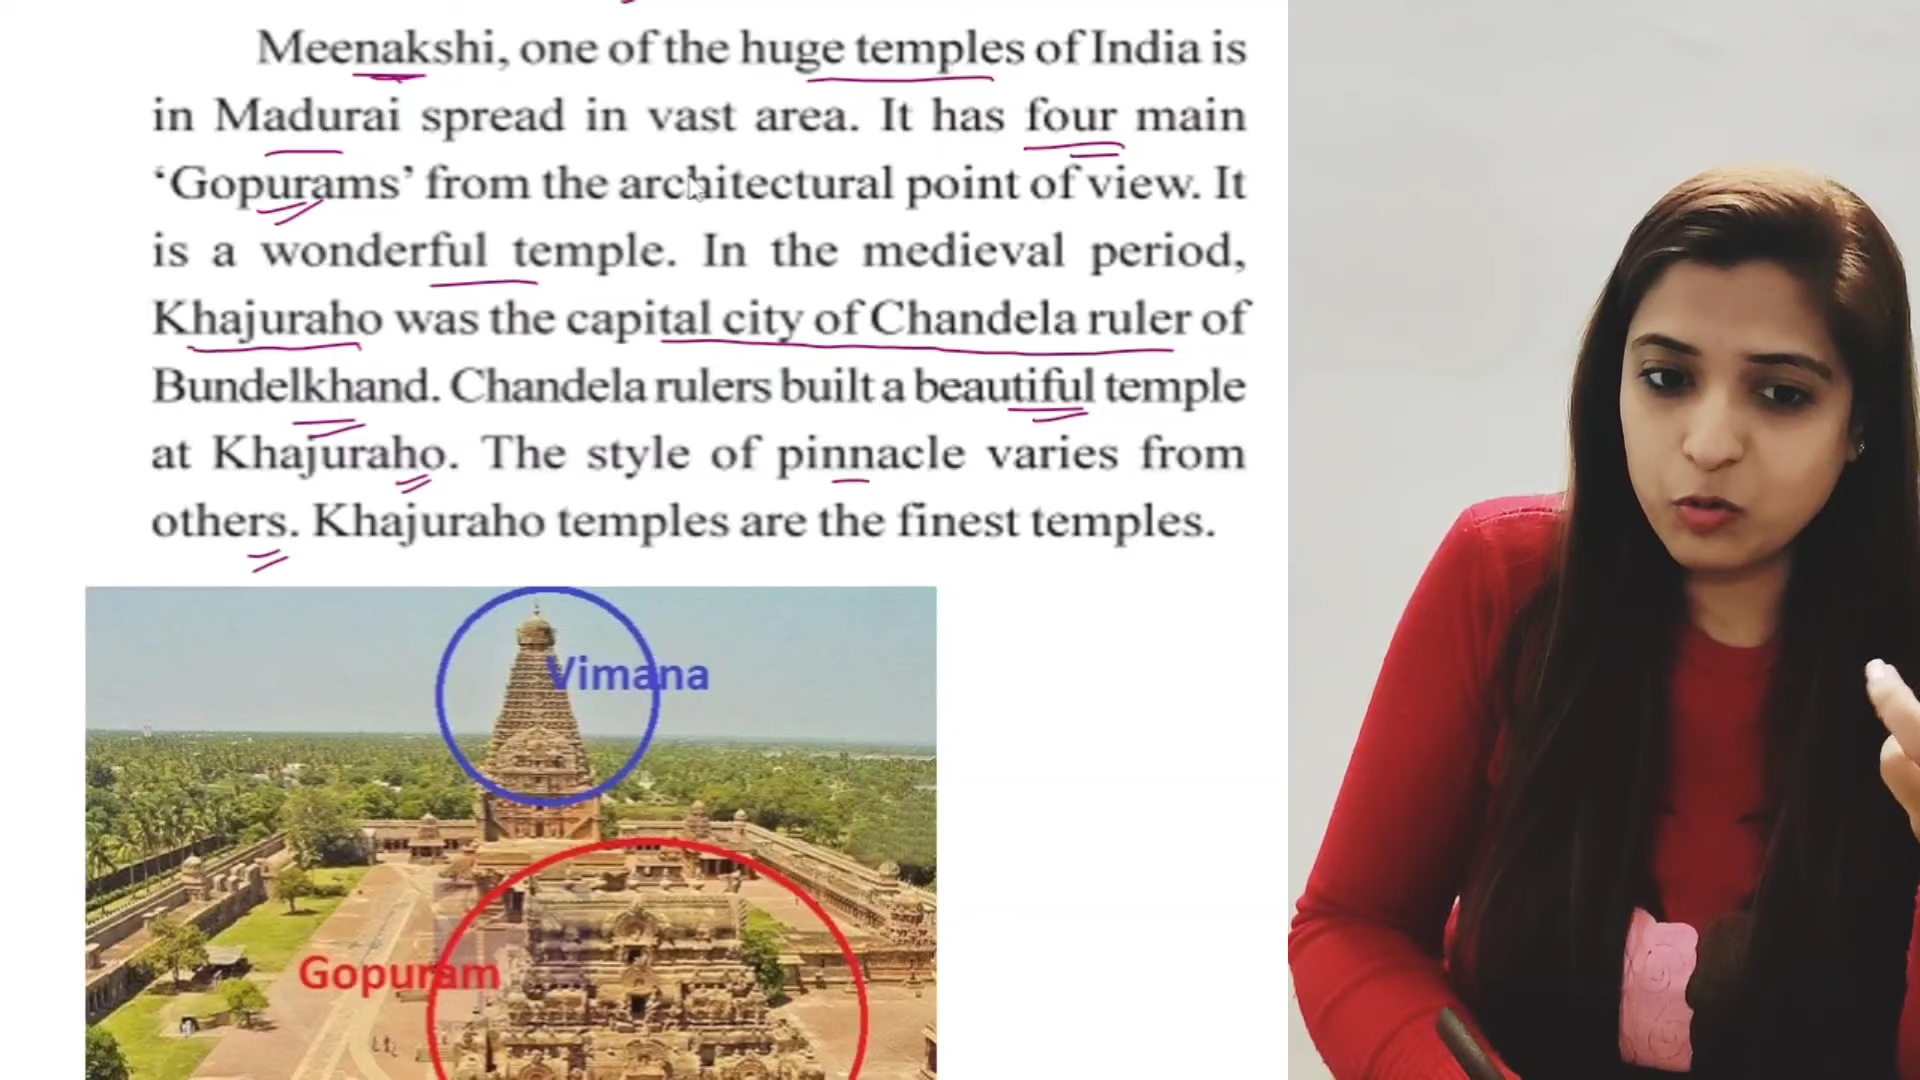 Meenakshi, one of the huge temples of India is
in Madurai spread in vast area. It has four main
‘Gopurams’ from the architectural point of view. It
is a wonderful temple. In the medieval period,
Khajuraho was the capital city of Chandela ruler of
Bundelkhand. Chandela rulers built a beautiful temple
at Khajuraho. The style of pinnacle varies from
others. Khajuraho temples are the finest temples.
Vimana
Gopuram